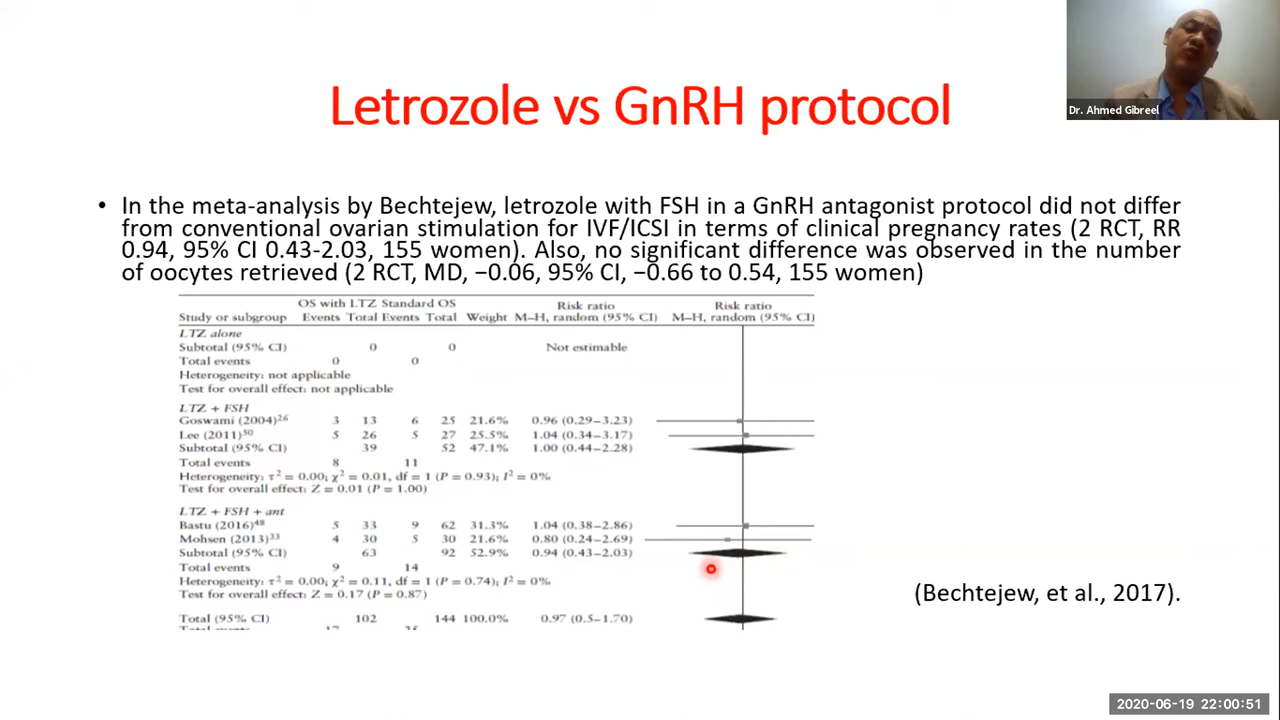 Dr. Ahmed Gibreel
Letrozole vs GnRH protocol
• In the meta-analysis by Bechtejew, letrozole with FSH in a GnRH antagonist protocol did not differ
from conventional ovarian stimulation for IVF/ICSI in terms of clinical pregnancy rates (2 RCT, RR
0.94, 95% CI 0.43-2.03, 155 women). Also, no significant difference was observed in the number
of oocytes retrieved (2 RCT, MD, −0.06, 95% CI, −0.66 to 0.54, 155 women)
OS with LTZ Standard OS Risk ratio Risk ratio
Study or subgroup Events Total Events Total Weight M–H, random (95% CI) M–H, random (95% CI)
LTZ alone
Subtotal (95% CI) 0 0 Not estimable
Total events 0 0
Heterogeneity: not applicable
Test for overall effect: not applicable
LTZ + FSH
Goswami (2004)²⁶ 3 13 6 25 21.6% 0.96 (0.29–3.23)
Lee (2011)⁵⁰ 5 26 5 27 25.5% 1.04 (0.34–3.17)
Subtotal (95% CI) 39 52 47.1% 1.00 (0.44–2.28)
Total events 8 11
Heterogeneity: τ² = 0.00; χ² = 0.01, df = 1 (P = 0.93); I² = 0%
Test for overall effect: Z = 0.01 (P = 1.00)
LTZ + FSH + ant
Bastu (2016)⁴⁸ 5 33 9 62 31.3% 1.04 (0.38–2.86)
Mohsen (2013)³³ 4 30 5 30 21.6% 0.80 (0.24–2.69)
Subtotal (95% CI) 63 92 52.9% 0.94 (0.43–2.03)
Total events 9 14
Heterogeneity: τ² = 0.00; χ² = 0.11, df = 1 (P = 0.74); I² = 0%
Test for overall effect: Z = 0.17 (P = 0.87)
Total (95% CI) 102 144 100.0% 0.97 (0.5–1.70)
(Bechtejew, et al., 2017).
2020-06-19 22:00:51